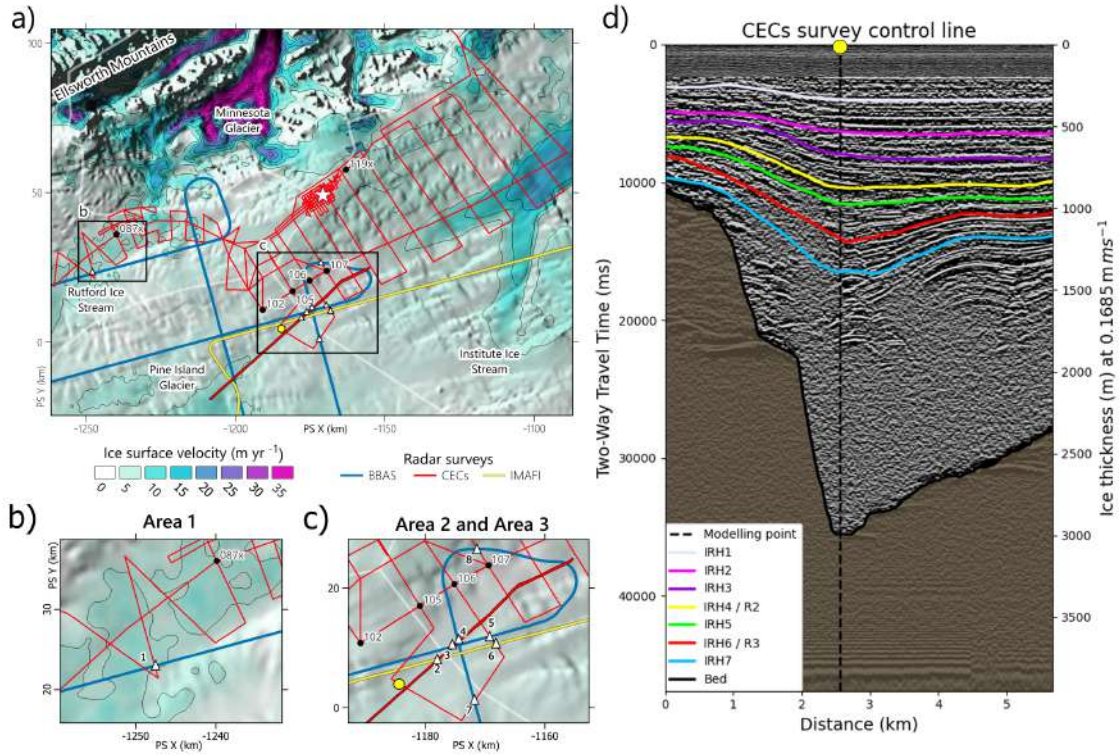 a)
Ellsworth Mountains
Minnesota
Glacier
119x
b
087x
c
107
106
102
105
Rutford Ice
Stream
Pine Island
Glacier
Institute Ice
Stream
100
50
0
PS Y (km)
-1250
-1200
-1150
-1100
PS X (km)
Ice surface velocity (m yr -1)
0
5
10
15
20
25
30
35
Radar surveys
BBAS
CECs
IMAFI
b)
Area 1
087x
1
PS Y (km)
30
20
-1250
-1240
PS X (km)
c)
Area 2 and Area 3
8
107
106
105
102
5
4
3
2
6
7
20
0
-1180
-1160
PS X (km)
d)
CECs survey control line
0
10000
20000
30000
40000
Two-Way Travel Time (ms)
0
500
1000
1500
2000
2500
3000
3500
Ice thickness (m) at 0.1685 m ms−1
Modelling point
IRH1
IRH2
IRH3
IRH4 / R2
IRH5
IRH6 / R3
IRH7
Bed
0
1
2
3
4
5
Distance (km)